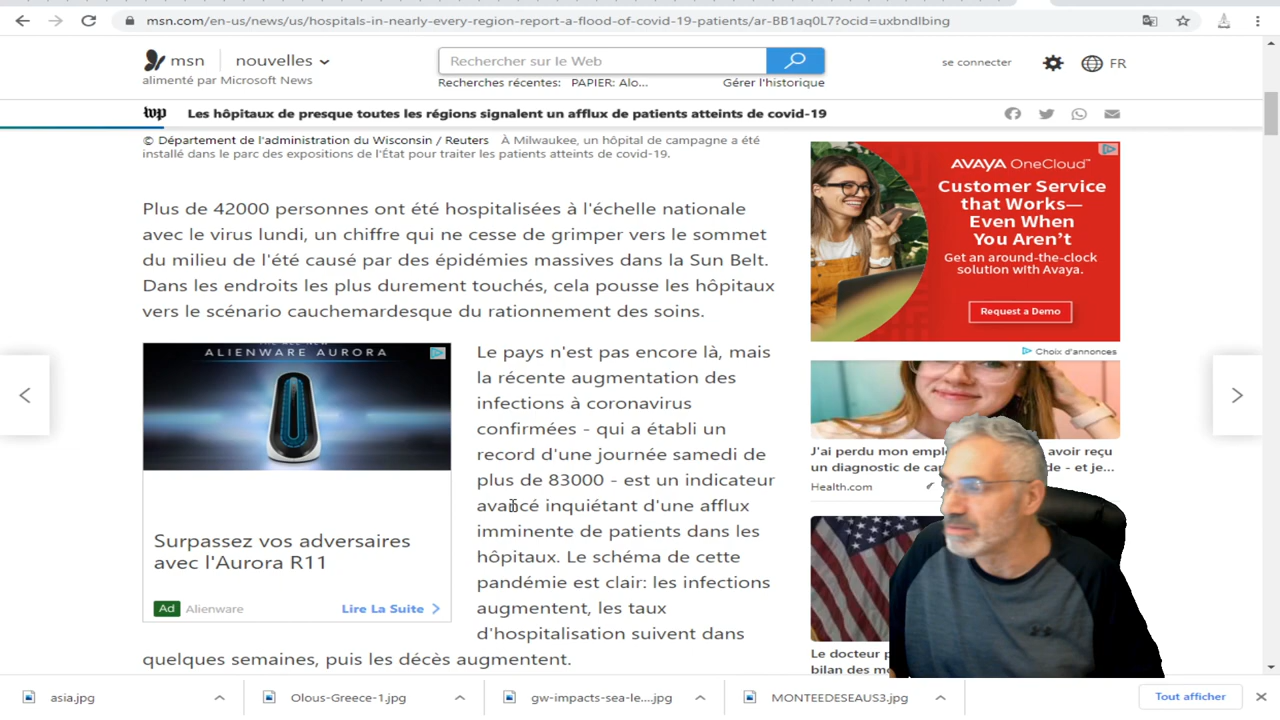 msn.com/en-us/news/us/hospitals-in-nearly-every-region-report-a-flood-of-covid-19-patients/ar-BB1aq0L7?ocid=uxbndlbing
msn
nouvelles
alimenté par Microsoft News
Rechercher sur le Web
Recherches récentes: PAPIER: Alo...
Gérer l'historique
se connecter
FR
wp
Les hôpitaux de presque toutes les régions signalent un afflux de patients atteints de covid-19
© Département de l'administration du Wisconsin / Reuters À Milwaukee, un hôpital de campagne a été
installé dans le parc des expositions de l'État pour traiter les patients atteints de covid-19.
Plus de 42000 personnes ont été hospitalisées à l'échelle nationale
avec le virus lundi, un chiffre qui ne cesse de grimper vers le sommet
du milieu de l'été causé par des épidémies massives dans la Sun Belt.
Dans les endroits les plus durement touchés, cela pousse les hôpitaux
vers le scénario cauchemardesque du rationnement des soins.
ALIENWARE AURORA
Surpassez vos adversaires
avec l'Aurora R11
Ad Alienware
Lire La Suite
Le pays n'est pas encore là, mais
la récente augmentation des
infections à coronavirus
confirmées - qui a établi un
record d'une journée samedi de
plus de 83000 - est un indicateur
avancé inquiétant d'une afflux
imminente de patients dans les
hôpitaux. Le schéma de cette
pandémie est clair: les infections
augmentent, les taux
d'hospitalisation suivent dans
quelques semaines, puis les décès augmentent.
AVAYA OneCloud™
Customer Service
that Works—
Even When
You Aren't
Get an around-the-clock
solution with Avaya.
Request a Demo
Choix d'annonces
J'ai perdu mon avoir reçu
un diagnostic de de - et je...
Health.com
Le docteur
bilan des
asia.jpg
Olous-Greece-1.jpg
gw-impacts-sea-le....jpg
MONTEEDESEAUS3.jpg
Tout afficher